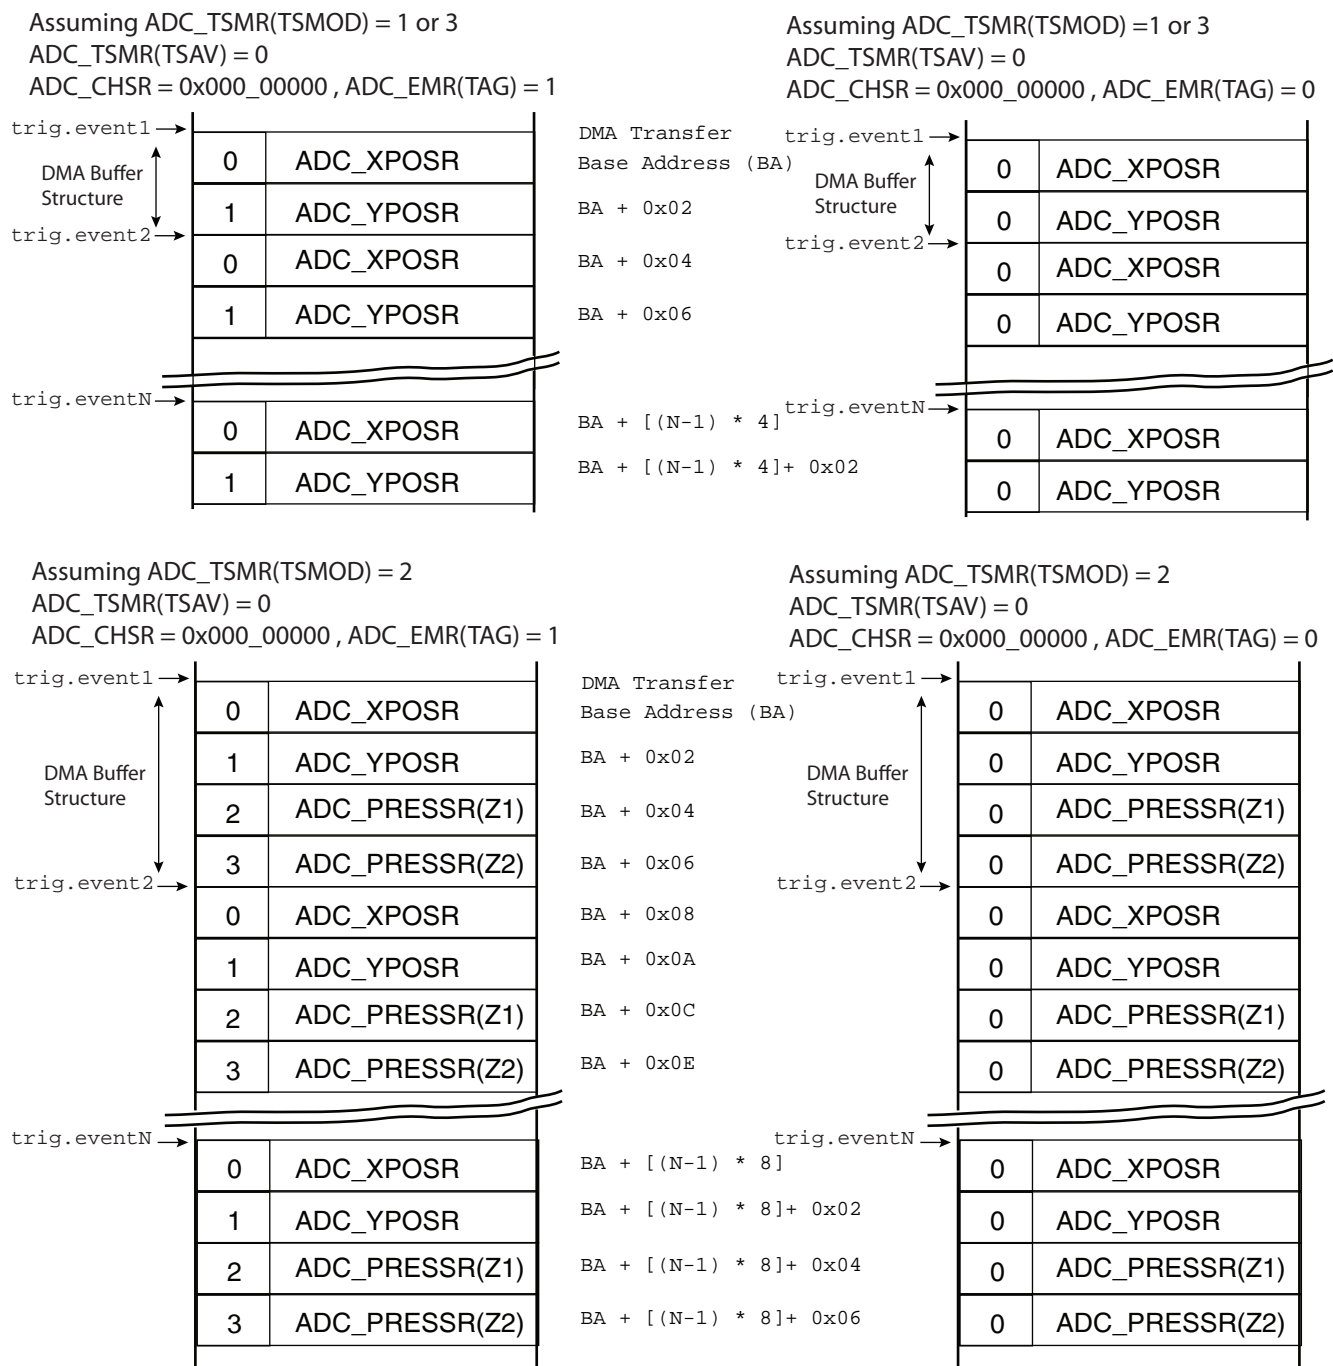 Assuming ADC_TSMR(TSMOD) = 1 or 3
ADC_TSMR(TSAV) = 0
ADC_CHSR = 0x000_00000 , ADC_EMR(TAG) = 1
trig.event1
DMA Buffer
Structure
trig.event2
0 ADC_XPOSR
1 ADC_YPOSR
0 ADC_XPOSR
1 ADC_YPOSR
trig.eventN
0 ADC_XPOSR
1 ADC_YPOSR
DMA Transfer
Base Address (BA)
BA + 0x02
BA + 0x04
BA + 0x06
BA + [(N-1) * 4]
BA + [(N-1) * 4]+ 0x02
Assuming ADC_TSMR(TSMOD) =1 or 3
ADC_TSMR(TSAV) = 0
ADC_CHSR = 0x000_00000 , ADC_EMR(TAG) = 0
trig.event1
DMA Buffer
Structure
trig.event2
0 ADC_XPOSR
0 ADC_YPOSR
0 ADC_XPOSR
0 ADC_YPOSR
trig.eventN
0 ADC_XPOSR
0 ADC_YPOSR
Assuming ADC_TSMR(TSMOD) = 2
ADC_TSMR(TSAV) = 0
ADC_CHSR = 0x000_00000 , ADC_EMR(TAG) = 1
trig.event1
DMA Buffer
Structure
trig.event2
0 ADC_XPOSR
1 ADC_YPOSR
2 ADC_PRESSR(Z1)
3 ADC_PRESSR(Z2)
0 ADC_XPOSR
1 ADC_YPOSR
2 ADC_PRESSR(Z1)
3 ADC_PRESSR(Z2)
trig.eventN
0 ADC_XPOSR
1 ADC_YPOSR
2 ADC_PRESSR(Z1)
3 ADC_PRESSR(Z2)
DMA Transfer
Base Address (BA)
BA + 0x02
BA + 0x04
BA + 0x06
BA + 0x08
BA + 0x0A
BA + 0x0C
BA + 0x0E
BA + [(N-1) * 8]
BA + [(N-1) * 8]+ 0x02
BA + [(N-1) * 8]+ 0x04
BA + [(N-1) * 8]+ 0x06
Assuming ADC_TSMR(TSMOD) = 2
ADC_TSMR(TSAV) = 0
ADC_CHSR = 0x000_00000 , ADC_EMR(TAG) = 0
trig.event1
DMA Buffer
Structure
trig.event2
0 ADC_XPOSR
0 ADC_YPOSR
0 ADC_PRESSR(Z1)
0 ADC_PRESSR(Z2)
0 ADC_XPOSR
0 ADC_YPOSR
0 ADC_PRESSR(Z1)
0 ADC_PRESSR(Z2)
trig.eventN
0 ADC_XPOSR
0 ADC_YPOSR
0 ADC_PRESSR(Z1)
0 ADC_PRESSR(Z2)